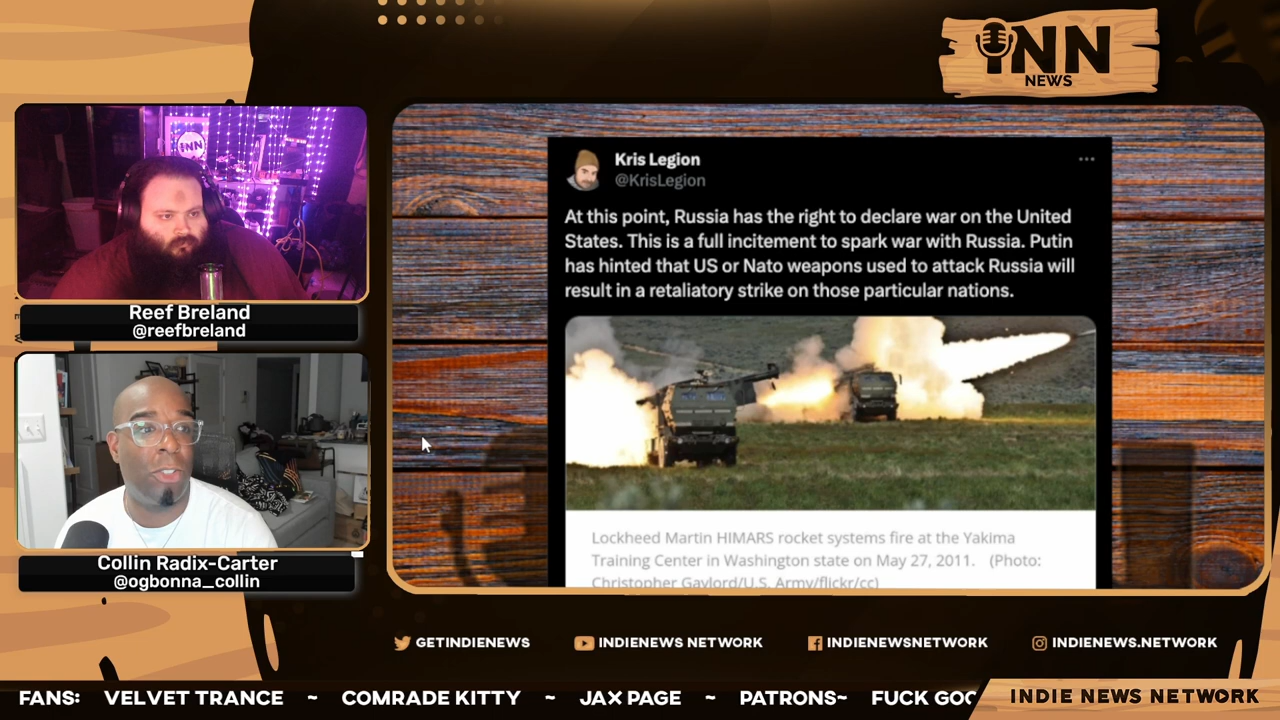 INN
NEWS
INN
Reef Breland
@reefbreland
Collin Radix-Carter
@ogbonna_collin
Kris Legion
@KrisLegion
At this point, Russia has the right to declare war on the United
States. This is a full incitement to spark war with Russia. Putin
has hinted that US or Nato weapons used to attack Russia will
result in a retaliatory strike on those particular nations.
Lockheed Martin HIMARS rocket systems fire at the Yakima
Training Center in Washington state on May 27, 2011. (Photo:
Christopher Gaylord/U.S. Army/flickr/cc)
GETINDIENEWS
INDIENEWS NETWORK
INDIENEWSNETWORK
INDIENEWS.NETWORK
FANS: VELVET TRANCE ~ COMRADE KITTY ~ JAX PAGE ~ PATRONS~ FUCK GOO
INDIE NEWS NETWORK